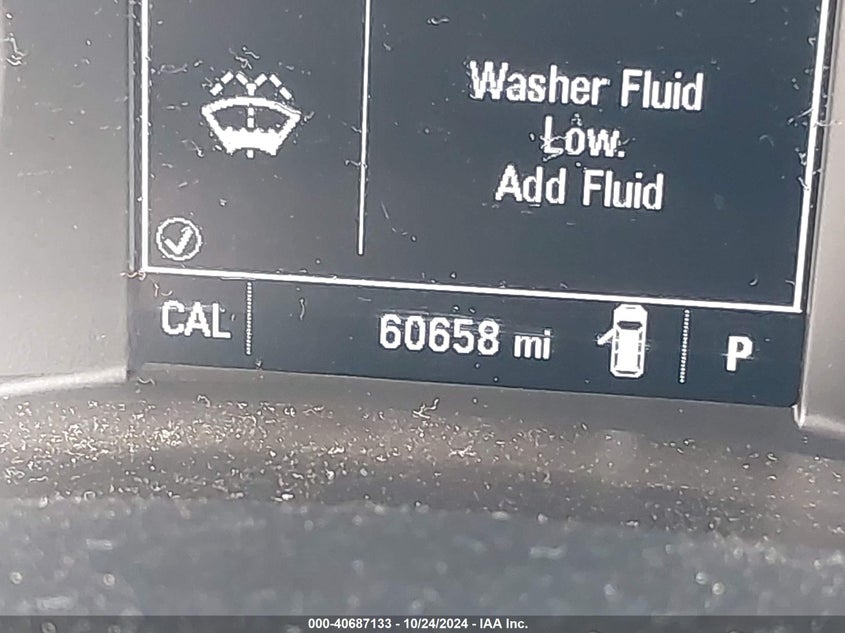 Washer Fluid
Low.
Add Fluid
CAL 60658 mi P
000-40687133 - 10/24/2024 - IAA Inc.